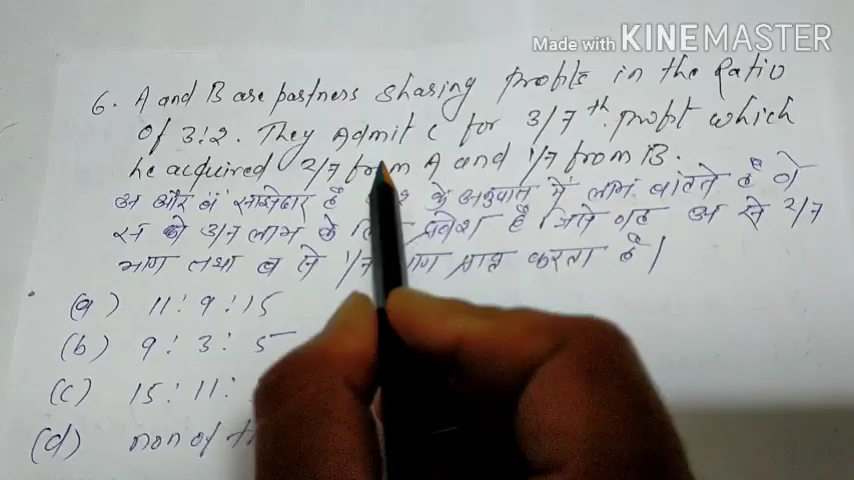 Made with KINEMASTER
6. A and B are partners sharing profit in the Ratio
of 3:2. They Admit C for 3/7th profit which
he acquired 2/7 from A and 1/7 from B.
अ और ब साझेदार है के अनुपात में लाभ बांटते है वे
स को 3/7 लाभ के प्रवेश है जिसे वह अ से 2/7
भाग तथा ब से 1/7 भाग प्राप्त करता है।
(a) 11:9:15
(b) 9:3:5
(c) 15:11:
(d) non of